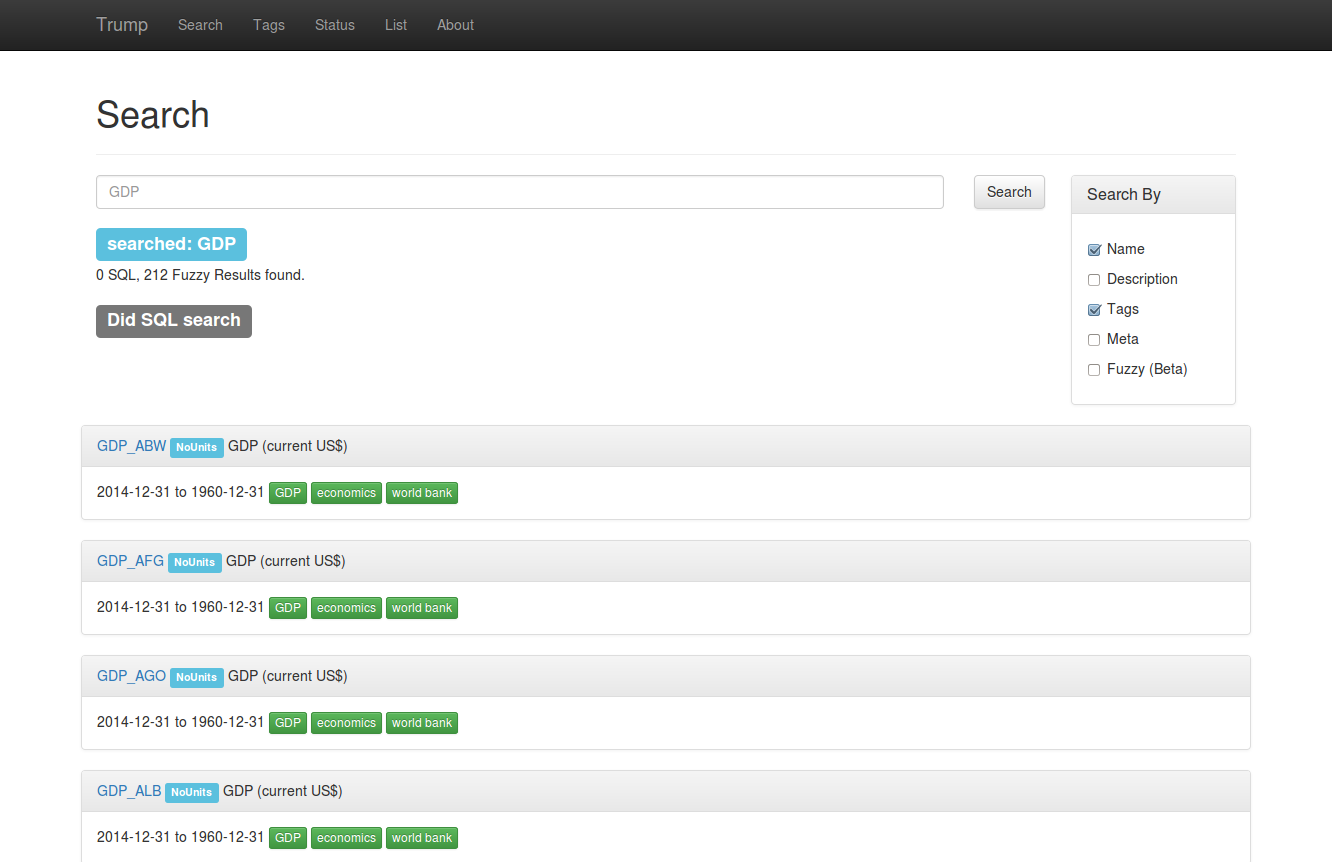 Trump Search Tags Status List About
Search
GDP Search
Search By
Name
Description
Tags
Meta
Fuzzy (Beta)
searched: GDP
0 SQL, 212 Fuzzy Results found.
Did SQL search
GDP_ABW NoUnits GDP (current US$)
2014-12-31 to 1960-12-31 GDP economics world bank
GDP_AFG NoUnits GDP (current US$)
2014-12-31 to 1960-12-31 GDP economics world bank
GDP_AGO NoUnits GDP (current US$)
2014-12-31 to 1960-12-31 GDP economics world bank
GDP_ALB NoUnits GDP (current US$)
2014-12-31 to 1960-12-31 GDP economics world bank